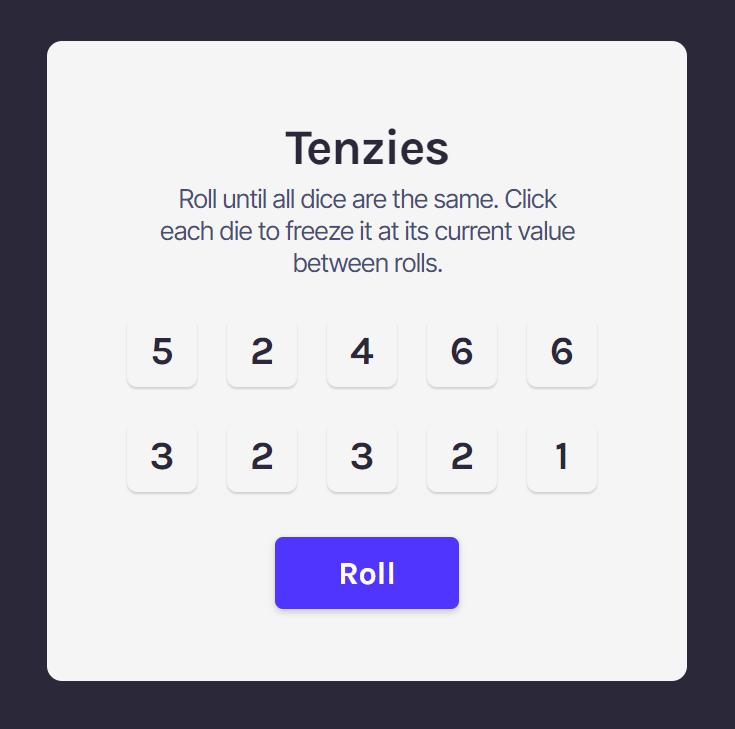 Tenzies
Roll until all dice are the same. Click
each die to freeze it at its current value
between rolls.
5 2 4 6 6
3 2 3 2 1
Roll